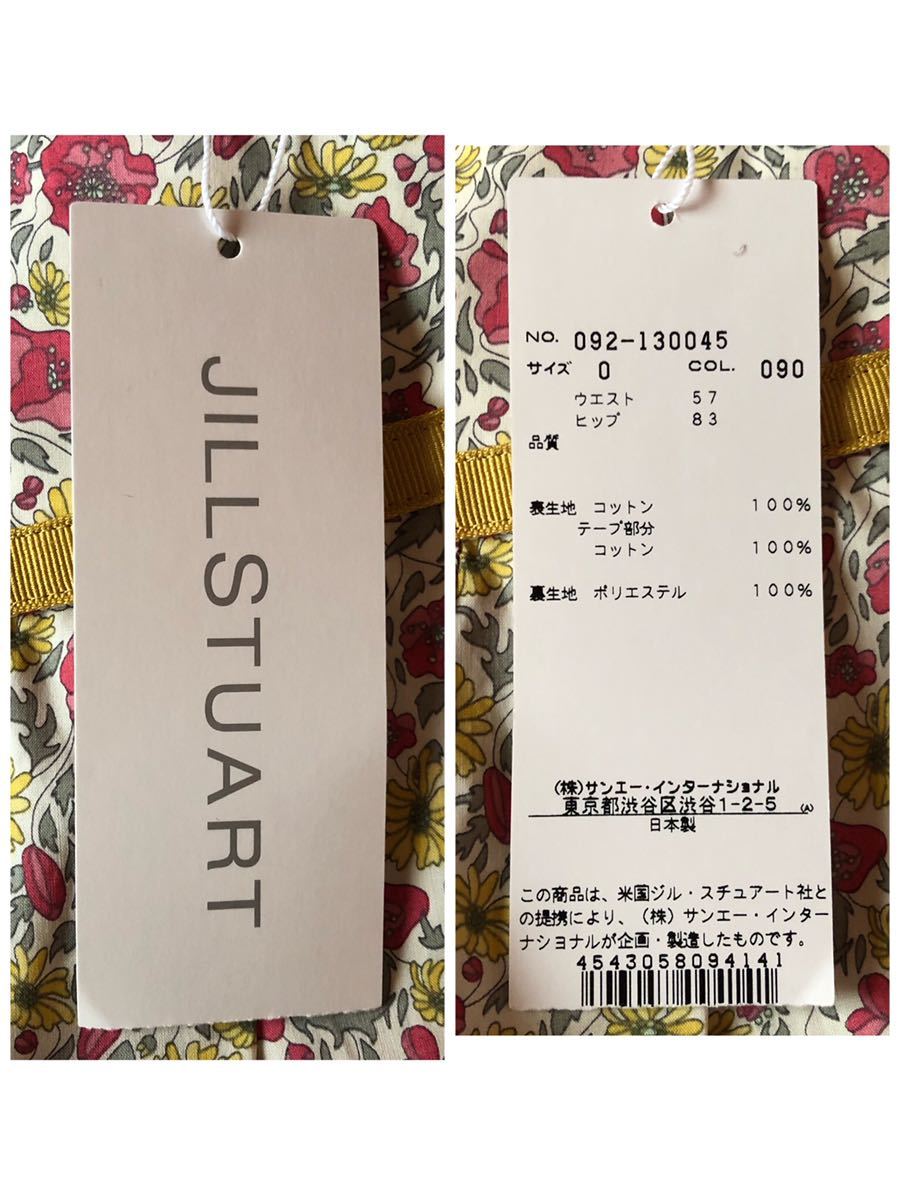 JILLSTUART
NO. 092-130045
サイズ 0 COL. 090
ウエスト 57
ヒップ 83
品質
表生地 コットン 100%
テープ部分
コットン 100%
裏生地 ポリエステル 100%
(株)サンエー・インターナショナル
東京都渋谷区渋谷1-2-5 (A)
日本製
この商品は、米国ジル・スチュアート社と
の提携により、(株)サンエー・インター
ナショナルが企画・製造したものです。
4543058094141